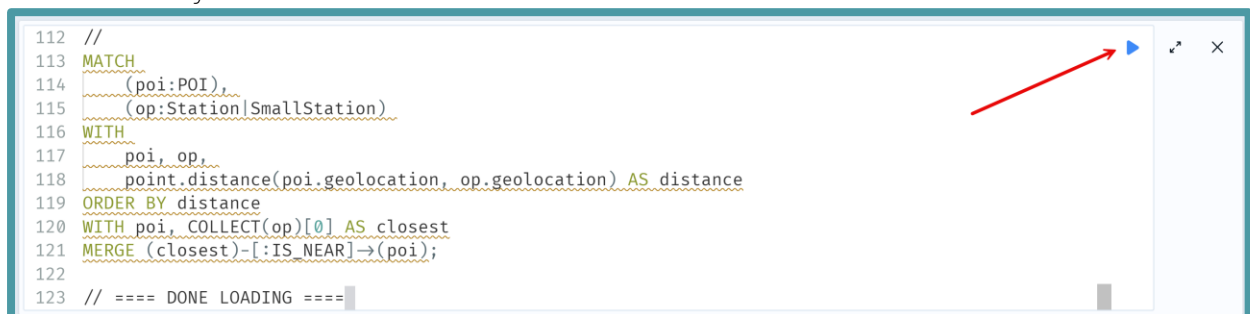 112 //
113 MATCH
114     (poi:POI),
115     (op:Station|SmallStation)
116 WITH
117     poi, op,
118     point.distance(poi.geolocation, op.geolocation) AS distance
119 ORDER BY distance
120 WITH poi, COLLECT(op)[0] AS closest
121 MERGE (closest)-[:IS_NEAR]→(poi);
122
123 // ==== DONE LOADING ====